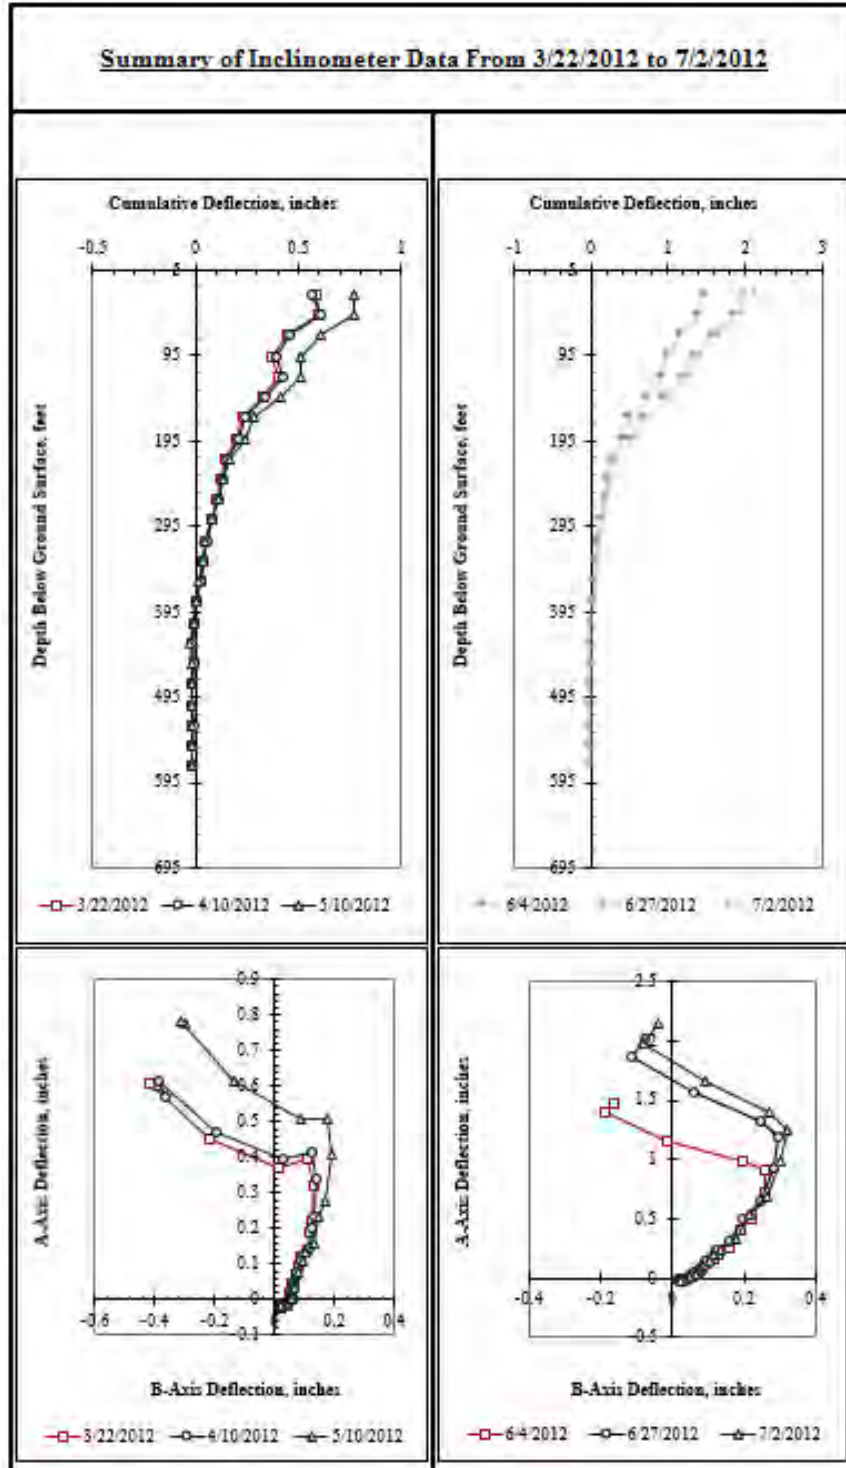 Summary of Inclinometer Data From 3/22/2012 to 7/2/2012
Cumulative Deflection, inches
-0.5 0 0.5 1
5
95
195
295
395
495
595
695
Depth Below Ground Surface, feet
3/22/2012 4/10/2012 5/10/2012
Cumulative Deflection, inches
-1 0 1 2 3
5
95
195
295
395
495
595
695
Depth Below Ground Surface, feet
6/4/2012 6/27/2012 7/2/2012
0.9
0.8
0.7
0.6
0.5
0.4
0.3
0.2
0.1
0
-0.1
-0.6 -0.4 -0.2 0 0.2 0.4
A-Axis Deflection, inches
B-Axis Deflection, inches
3/22/2012 4/10/2012 5/10/2012
2.5
2
1.5
1
0.5
0
-0.5
-0.4 -0.2 0 0.2 0.4
A-Axis Deflection, inches
B-Axis Deflection, inches
6/4/2012 6/27/2012 7/2/2012